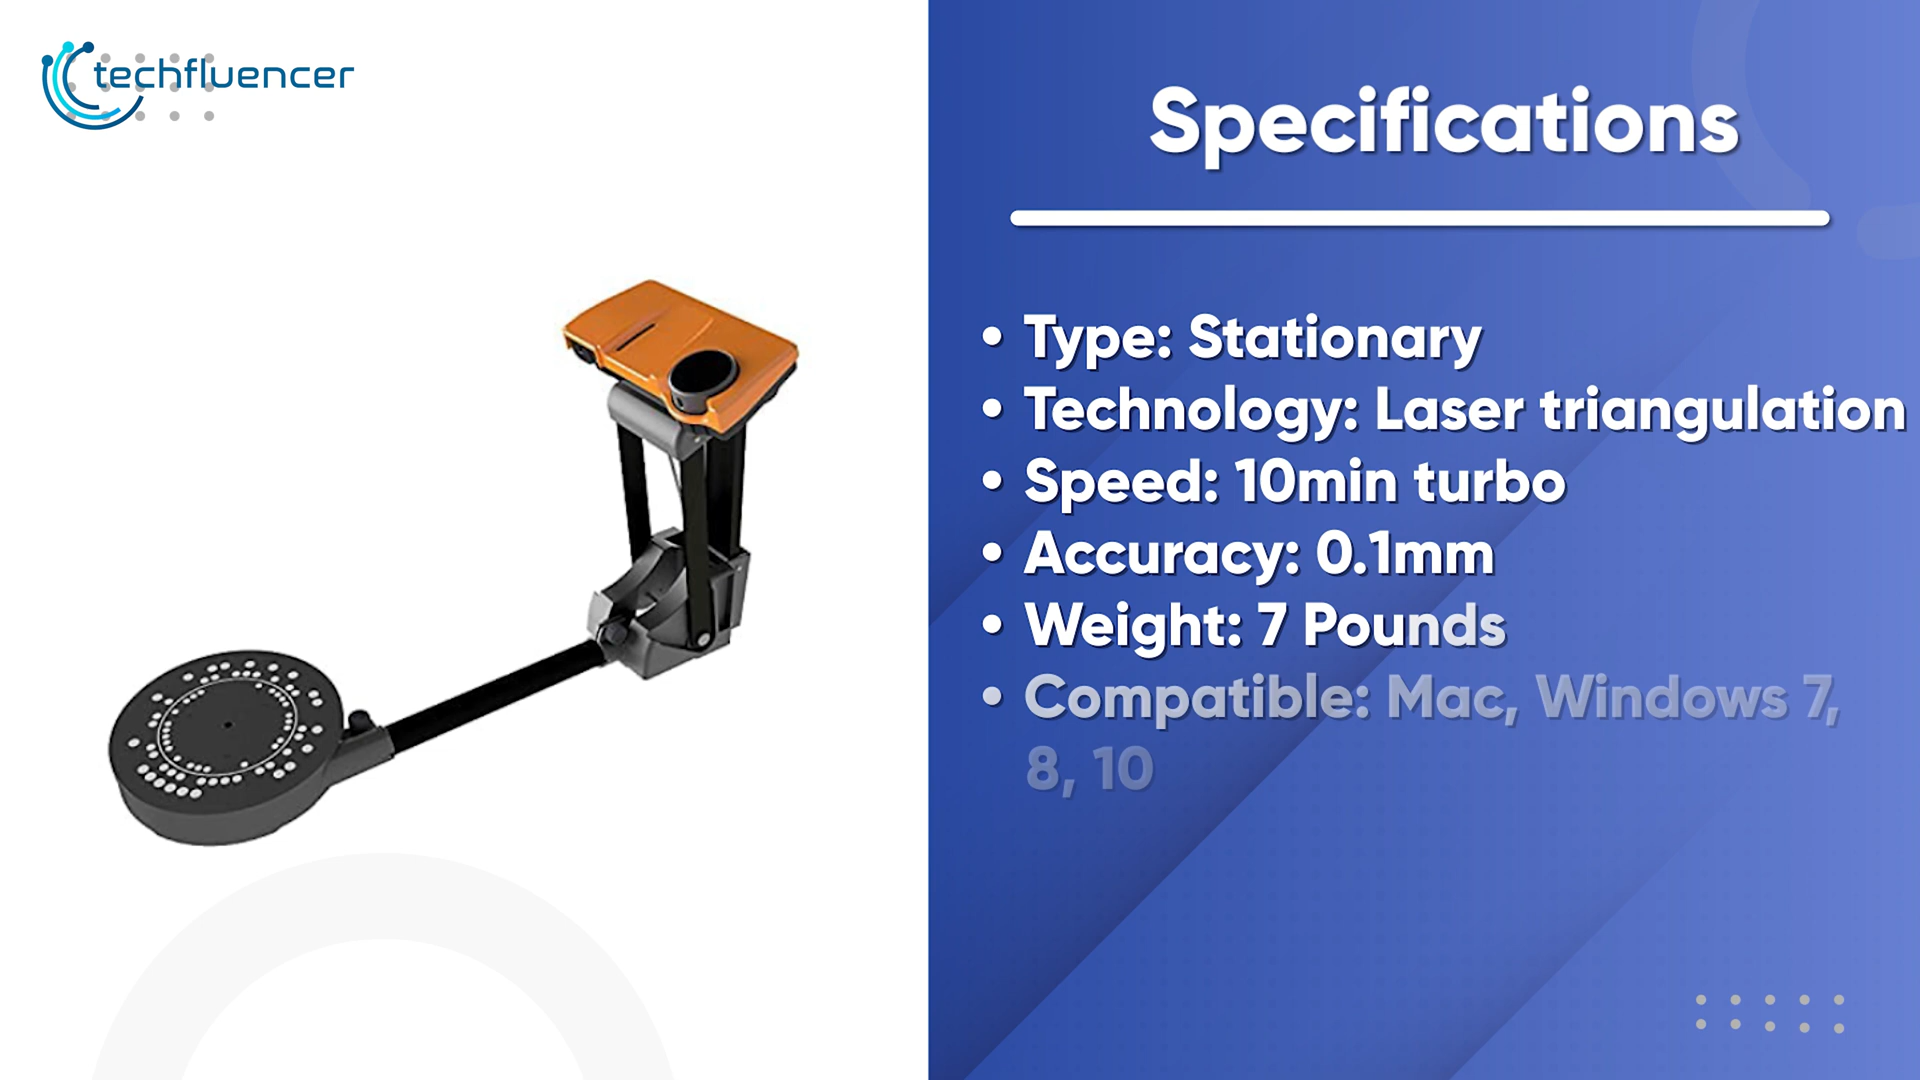 techfluencer
Specifications
• Type: Stationary
• Technology: Laser triangulation
• Speed: 10min turbo
• Accuracy: 0.1mm
• Weight: 7 Pounds
• Compatible: Mac, Windows 7,
8, 10